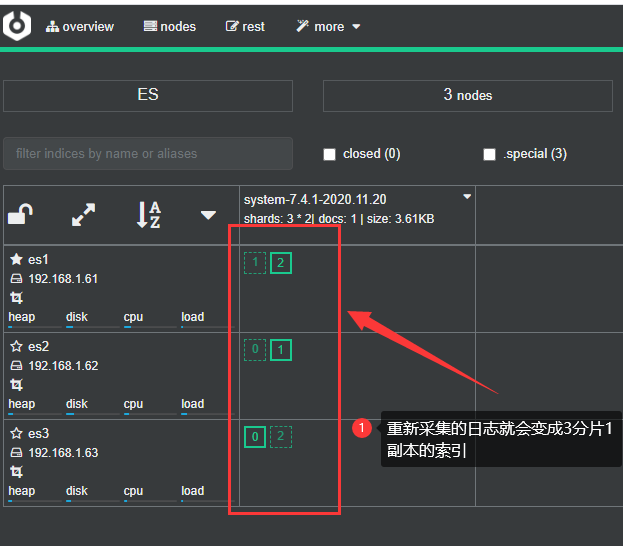 overview nodes rest more
ES 3 nodes
filter indices by name or aliases closed (0) .special (3)
system-7.4.1-2020.11.20
shards: 3 * 2| docs: 1 | size: 3.61KB
A
Z
es1 1 2
192.168.1.61
heap disk cpu load
es2 0 1
192.168.1.62
heap disk cpu load
es3 0 2
192.168.1.63
heap disk cpu load
1 重新采集的日志就会变成3分片1
副本的索引